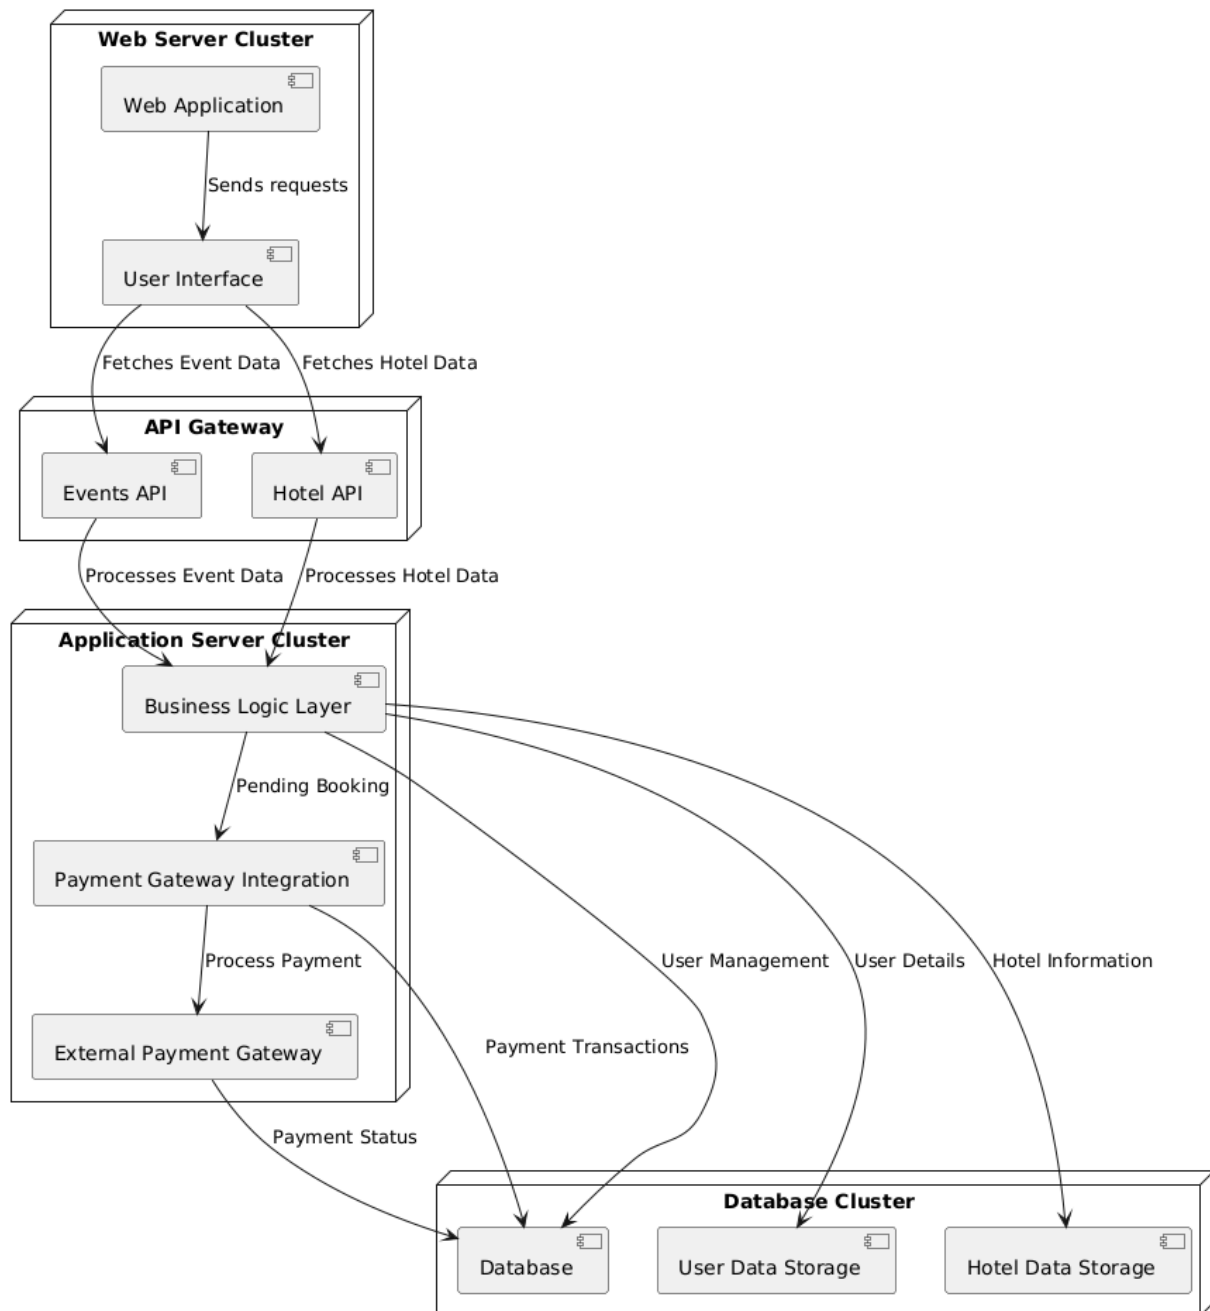 Web Server Cluster
Web Application
Sends requests
User Interface
Fetches Event Data
Fetches Hotel Data
API Gateway
Events API
Hotel API
Processes Event Data
Processes Hotel Data
Application Server Cluster
Business Logic Layer
Pending Booking
Payment Gateway Integration
Process Payment
User Management
User Details
Hotel Information
External Payment Gateway
Payment Transactions
Payment Status
Database Cluster
Database
User Data Storage
Hotel Data Storage